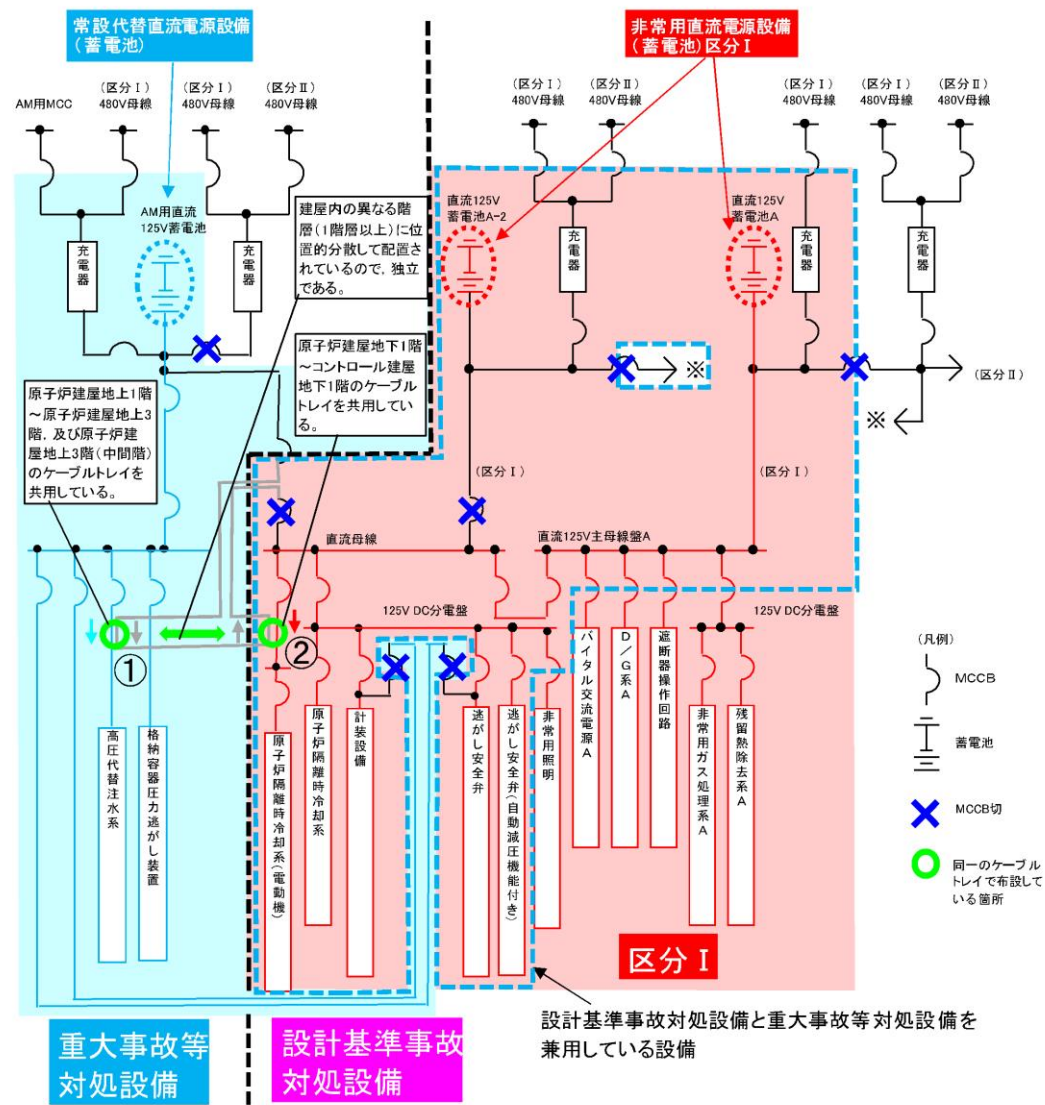 常設代替直流電源設備
(蓄電池)
非常用直流電源設備
(蓄電池)区分Ⅰ
AM用MCC
(区分Ⅰ)
480V母線
(区分Ⅰ)
480V母線
(区分Ⅱ)
480V母線
(区分Ⅰ)
480V母線
(区分Ⅱ)
480V母線
(区分Ⅰ)
480V母線
(区分Ⅰ)
480V母線
(区分Ⅱ)
480V母線
AM用直流
125V蓄電池
充電器
充電器
建屋内の異なる階
層(1階層以上)に位
置的分散して配置さ
れているので,独立
である。
直流125V
蓄電池A-2
充電器
直流125V
蓄電池A
充電器
充電器
原子炉建屋地下1階
~コントロール建屋
地下1階のケーブル
トレイを共用してい
る。
原子炉建屋地上1階
~原子炉建屋地上3
階,及び原子炉建
屋地上3階(中間階)
のケーブルトレイを
共用している。
※
(区分Ⅱ)
※
(区分Ⅰ)
(区分Ⅰ)
直流母線
直流125V主母線盤A
125V DC分電盤
125V DC分電盤
①
②
高圧代替注水系
格納容器圧力逃がし装置
原子炉隔離時冷却系(電動機)
原子炉隔離時冷却系
計装設備
逃がし安全弁
逃がし安全弁(自動減圧機能付き)
非常用照明
バイタル交流電源A
D/G系A
遮断器操作回路
非常用ガス処理系A
残留熱除去系A
(凡例)
MCCB
蓄電池
MCCB切
同一のケーブル
トレイで布設して
いる箇所
区分Ⅰ
設計基準事故対処設備と重大事故等対処設備を
兼用している設備
重大事故等
対処設備
設計基準事故
対処設備